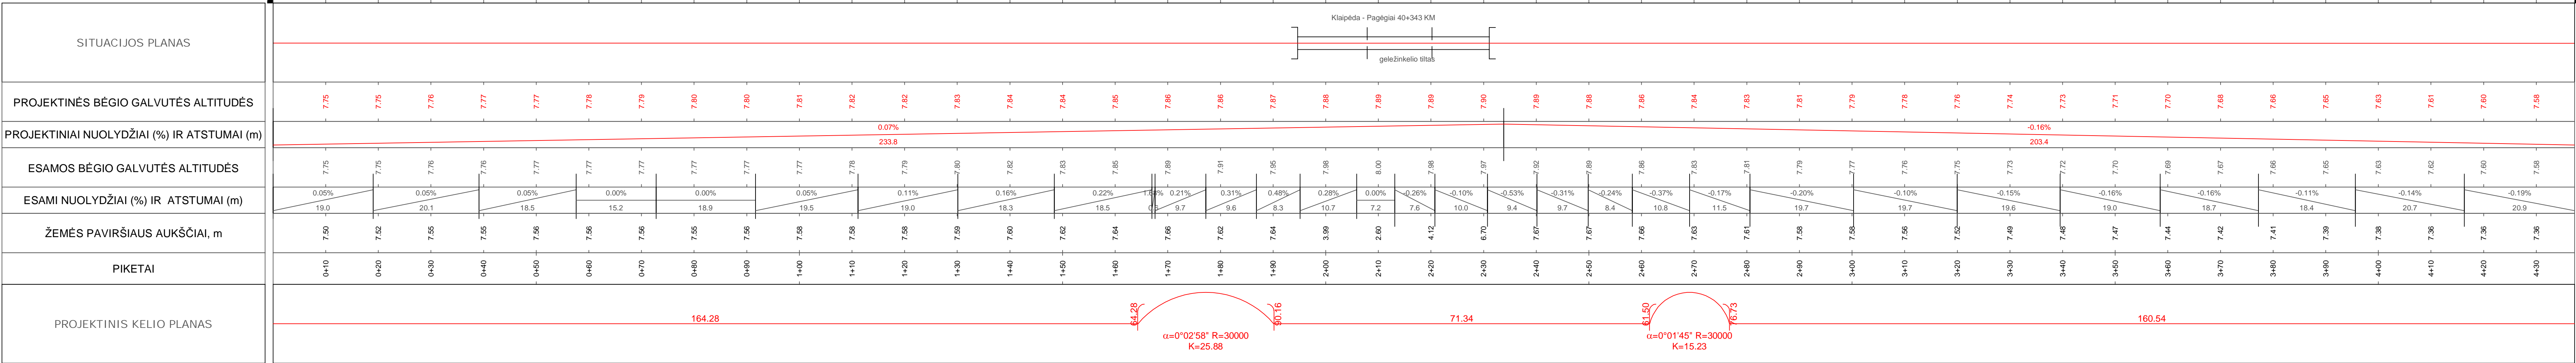 SITUACIJOS PLANAS
Klaipėda - Pagėgiai 40+343 KM
geležinkelio tiltas
PROJEKTINĖS BĖGIO GALVUTĖS ALTITUDĖS
7.75 7.75 7.76 7.77 7.77 7.78 7.79 7.80 7.80 7.81 7.82 7.82 7.83 7.84 7.84 7.85 7.86 7.86 7.87 7.88 7.89 7.89 7.90 7.89 7.88 7.86 7.84 7.83 7.81 7.79 7.78 7.76 7.74 7.73 7.71 7.70 7.68 7.66 7.65 7.63 7.61 7.60 7.58
PROJEKTINIAI NUOLYDŽIAI (%) IR ATSTUMAI (m)
0.07% -0.16%
233.8 203.4
ESAMOS BĖGIO GALVUTĖS ALTITUDĖS
7.75 7.75 7.76 7.76 7.77 7.77 7.77 7.77 7.77 7.78 7.79 7.80 7.82 7.83 7.85 7.89 7.91 7.95 7.98 8.00 7.98 7.97 7.92 7.89 7.86 7.83 7.81 7.79 7.77 7.76 7.75 7.73 7.72 7.70 7.69 7.67 7.66 7.65 7.63 7.62 7.60 7.58
ESAMI NUOLYDŽIAI (%) IR ATSTUMAI (m)
0.05% 0.05% 0.05% 0.00% 0.00% 0.05% 0.11% 0.16% 0.22% 0.21% 0.31% 0.48% 0.28% 0.00% -0.26% -0.10% -0.53% -0.31% -0.24% -0.37% -0.17% -0.20% -0.10% -0.15% -0.16% -0.16% -0.11% -0.14% -0.19%
19.0 20.1 18.5 15.2 18.9 19.5 19.0 18.3 18.5 9.7 9.6 8.3 10.7 7.2 7.6 10.0 9.4 9.7 8.4 10.8 11.5 19.7 19.7 19.6 19.0 18.7 18.4 20.7 20.9
ŽEMĖS PAVIRŠIAUS AUKŠČIAI, m
7.50 7.52 7.55 7.55 7.56 7.56 7.56 7.55 7.56 7.58 7.58 7.58 7.59 7.60 7.62 7.64 7.66 7.62 7.64 3.99 2.60 4.12 6.70 7.67 7.67 7.66 7.63 7.61 7.58 7.58 7.56 7.52 7.49 7.48 7.47 7.44 7.42 7.41 7.39 7.38 7.36 7.36 7.36
PIKETAI
0+10 0+20 0+30 0+40 0+50 0+60 0+70 0+80 0+90 1+00 1+10 1+20 1+30 1+40 1+50 1+60 1+70 1+80 1+90 2+00 2+10 2+20 2+30 2+40 2+50 2+60 2+70 2+80 2+90 3+00 3+10 3+20 3+30 3+40 3+50 3+60 3+70 3+80 3+90 4+00 4+10 4+20 4+30
PROJEKTINIS KELIO PLANAS
164.28 64.28 90.16 71.34 61.50 76.73 160.54
α=0°02'58" R=30000
K=25.88
α=0°01'45" R=30000
K=15.23